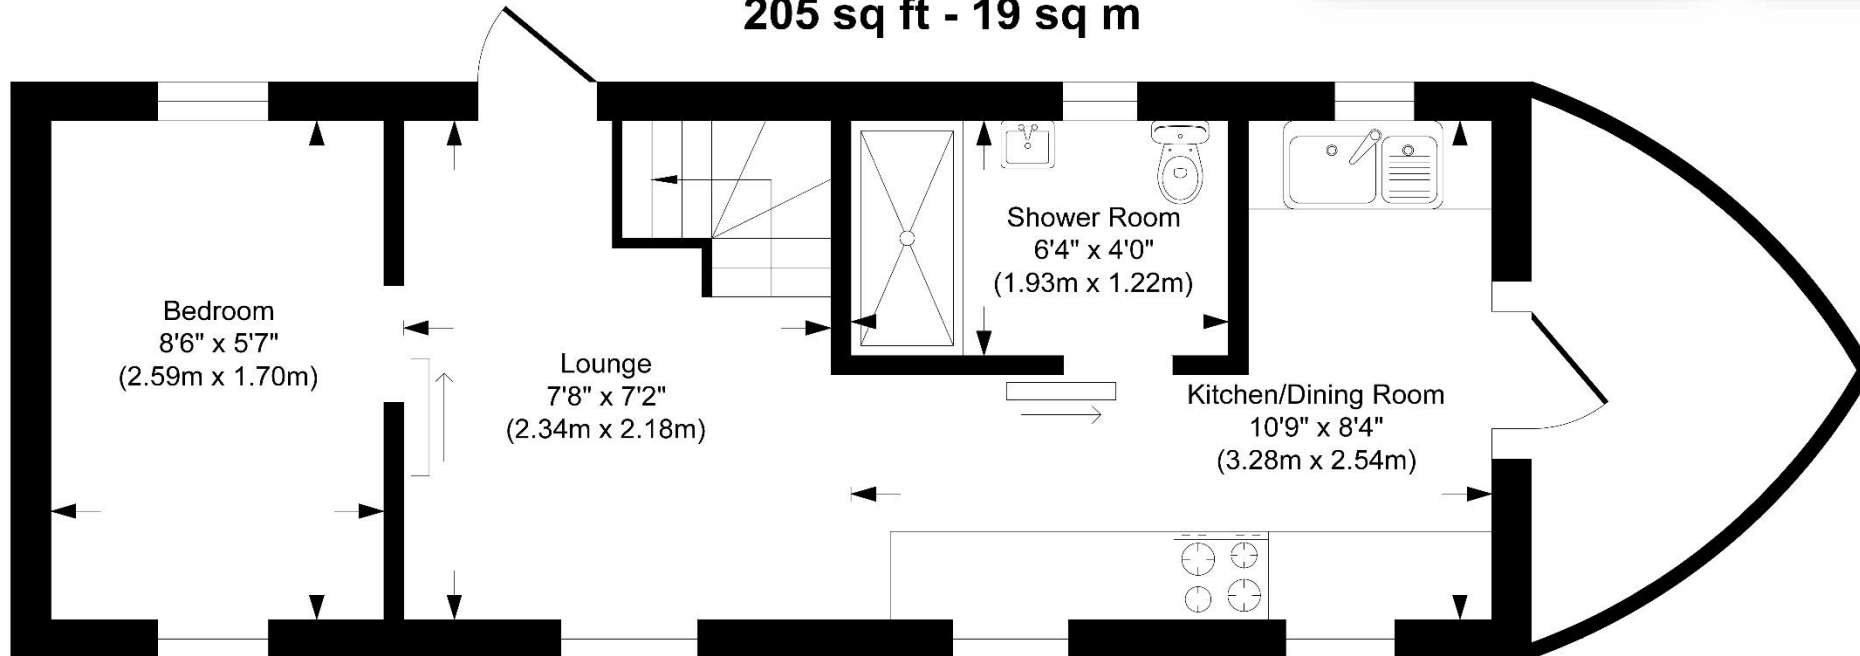 205 sq ft - 19 sq m
Bedroom
8'6" x 5'7"
(2.59m x 1.70m)
Lounge
7'8" x 7'2"
(2.34m x 2.18m)
Shower Room
6'4" x 4'0"
(1.93m x 1.22m)
Kitchen/Dining Room
10'9" x 8'4"
(3.28m x 2.54m)